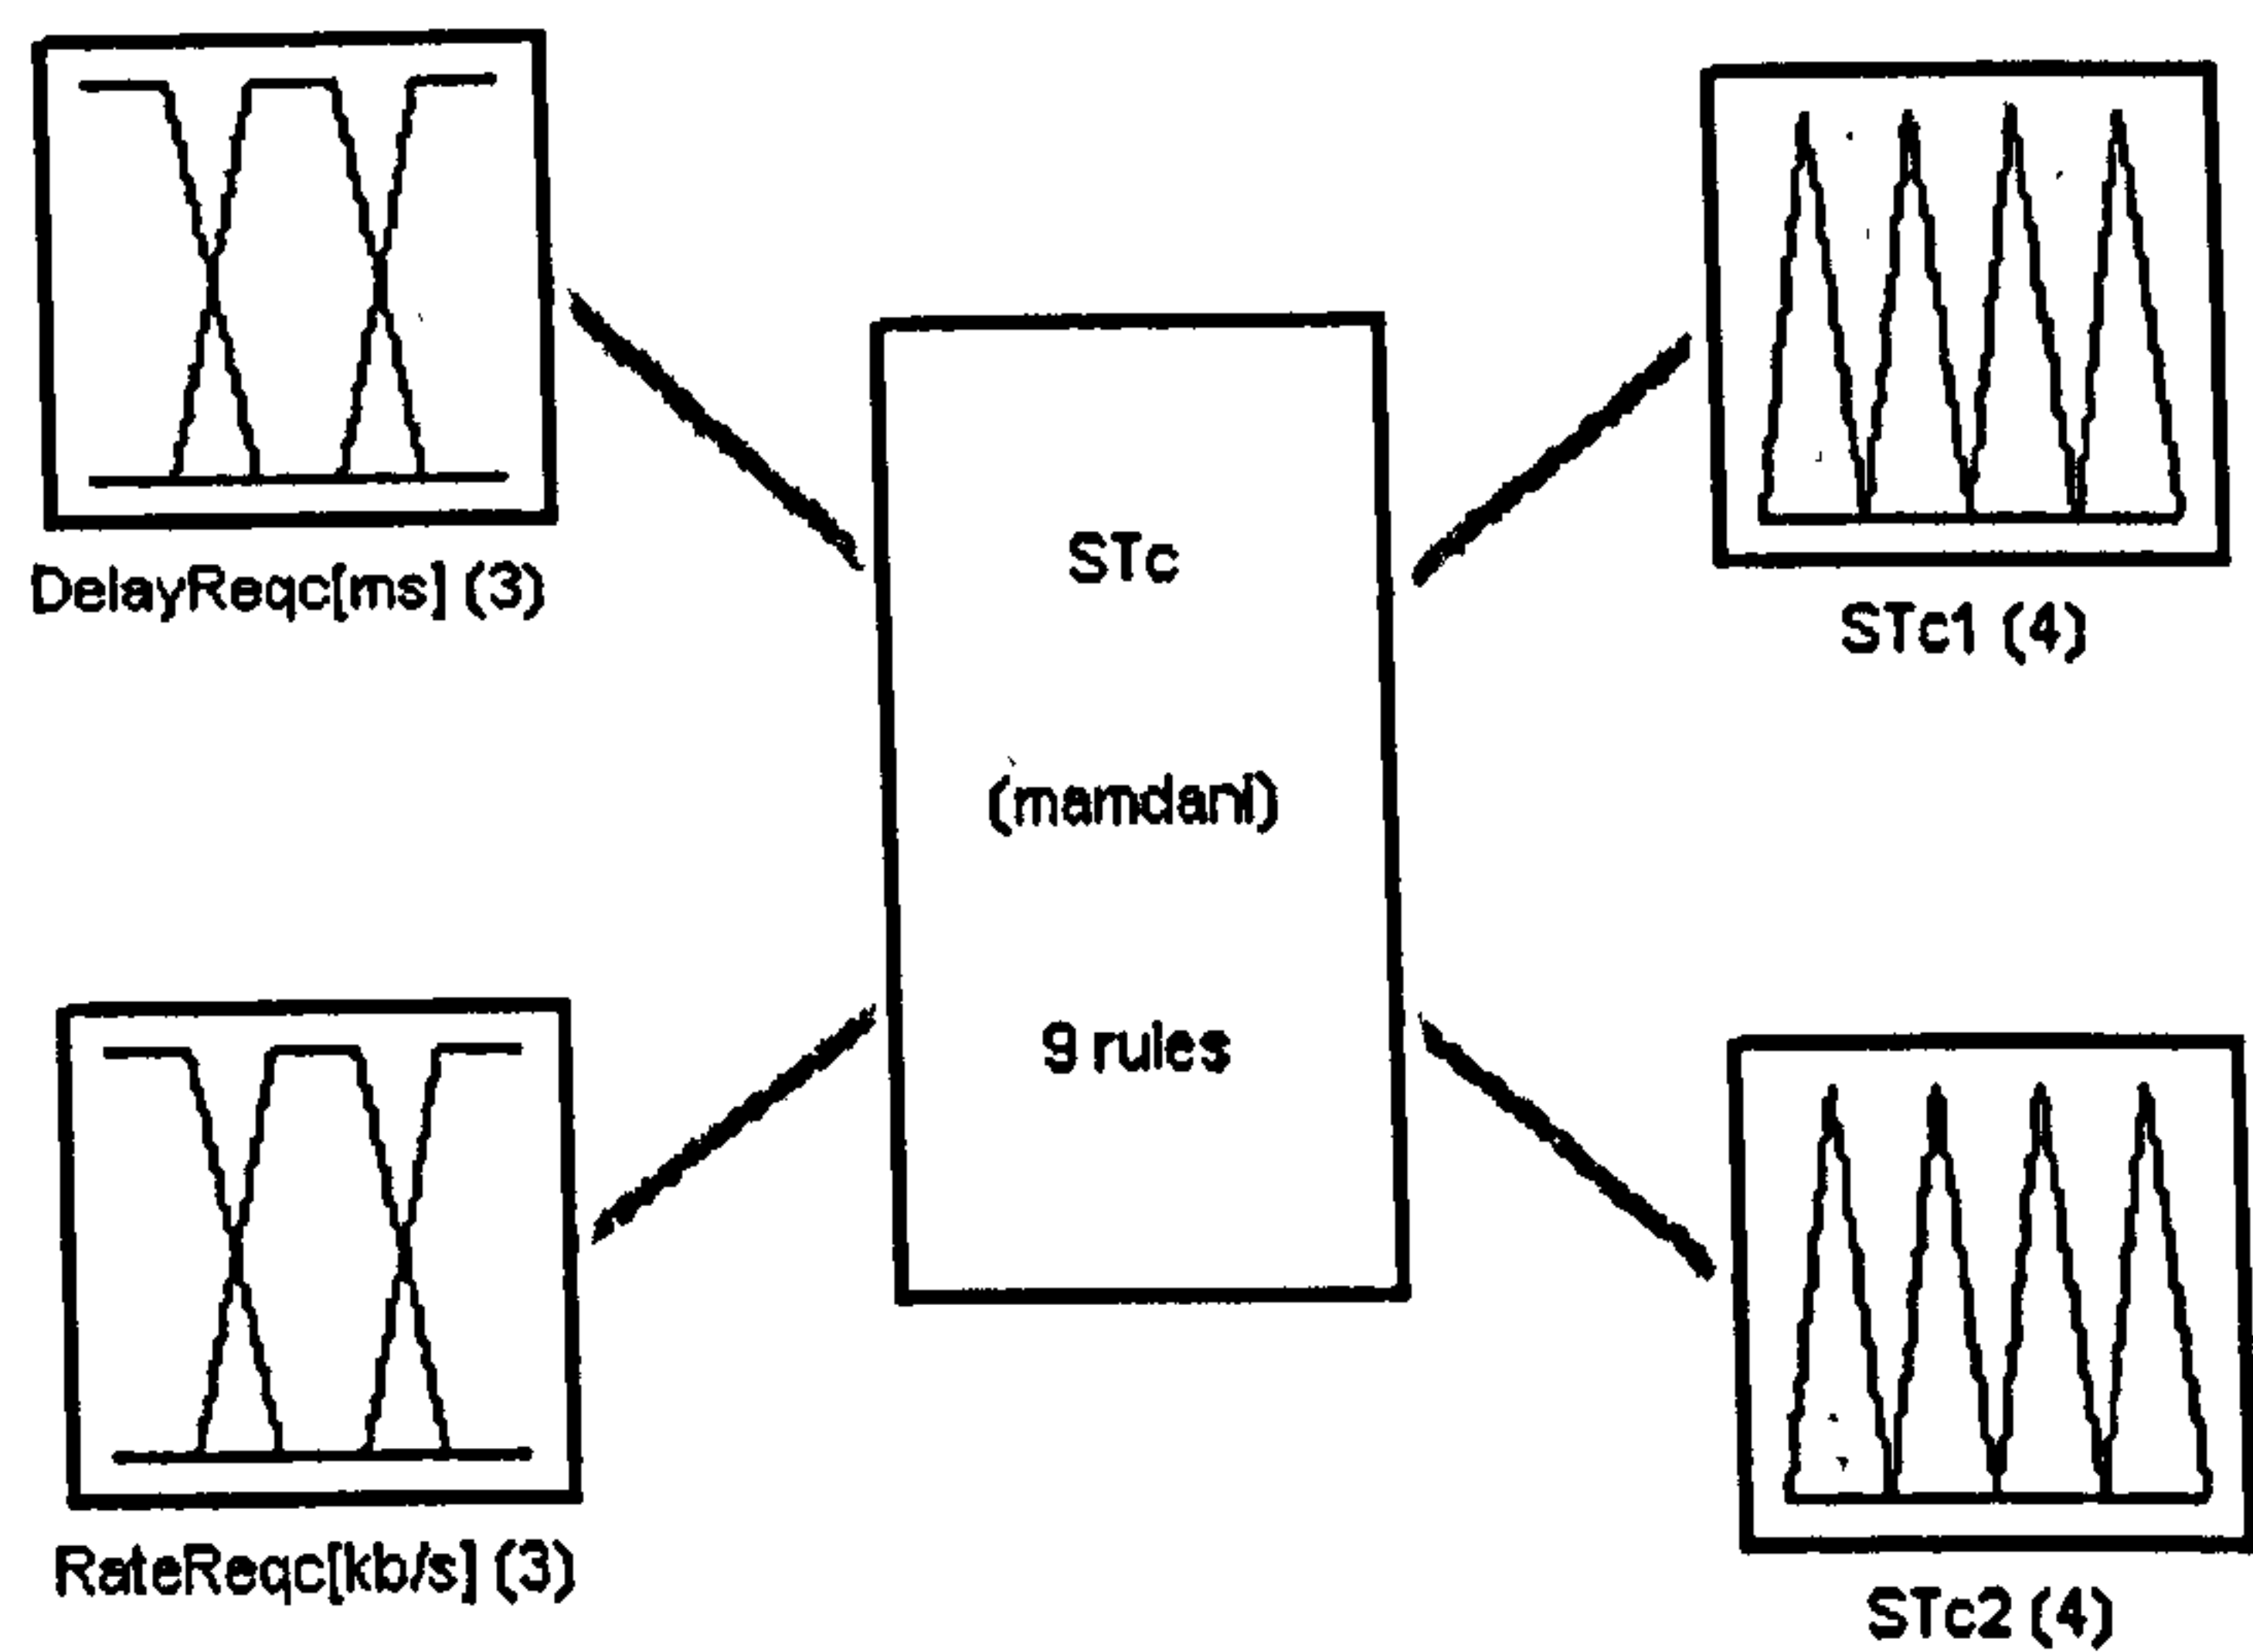 DelayReqc[ms] (3)
STc
(mamdani)
9 rules
STc1 (4)
RateReqc[kb/s] (3)
STc2 (4)